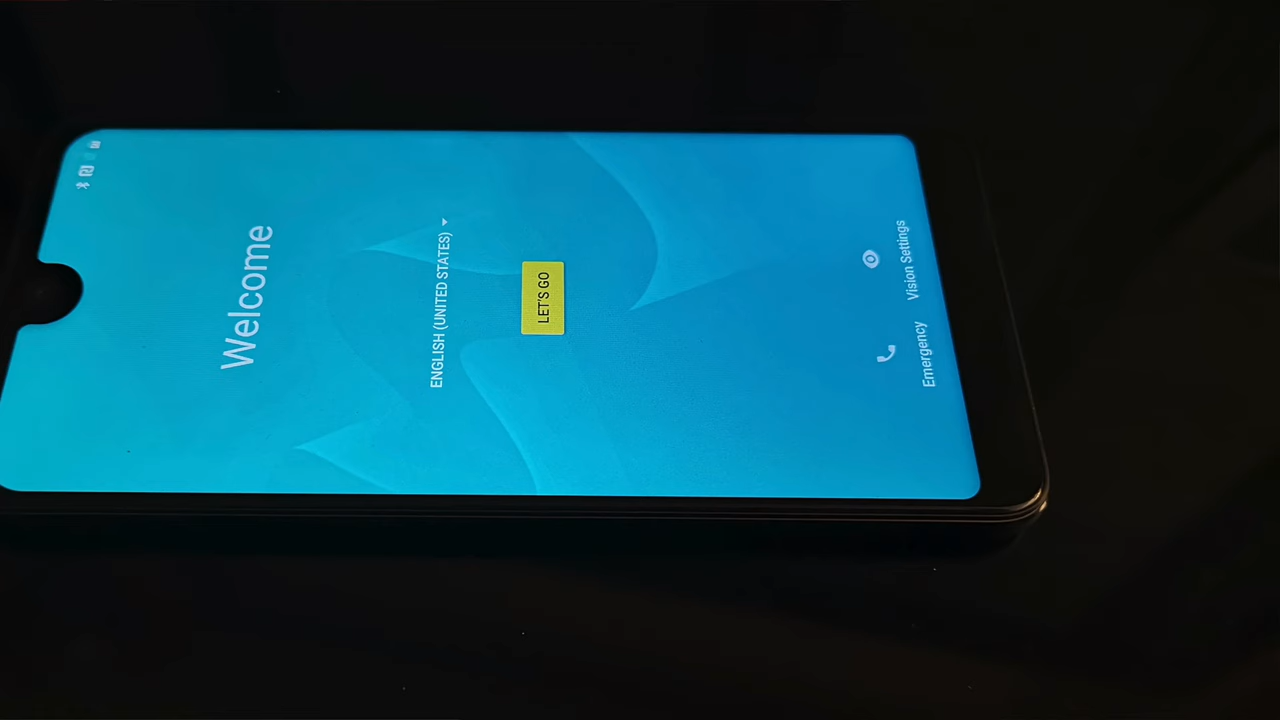 Welcome
ENGLISH (UNITED STATES)
LET'S GO
Emergency
Vision Settings